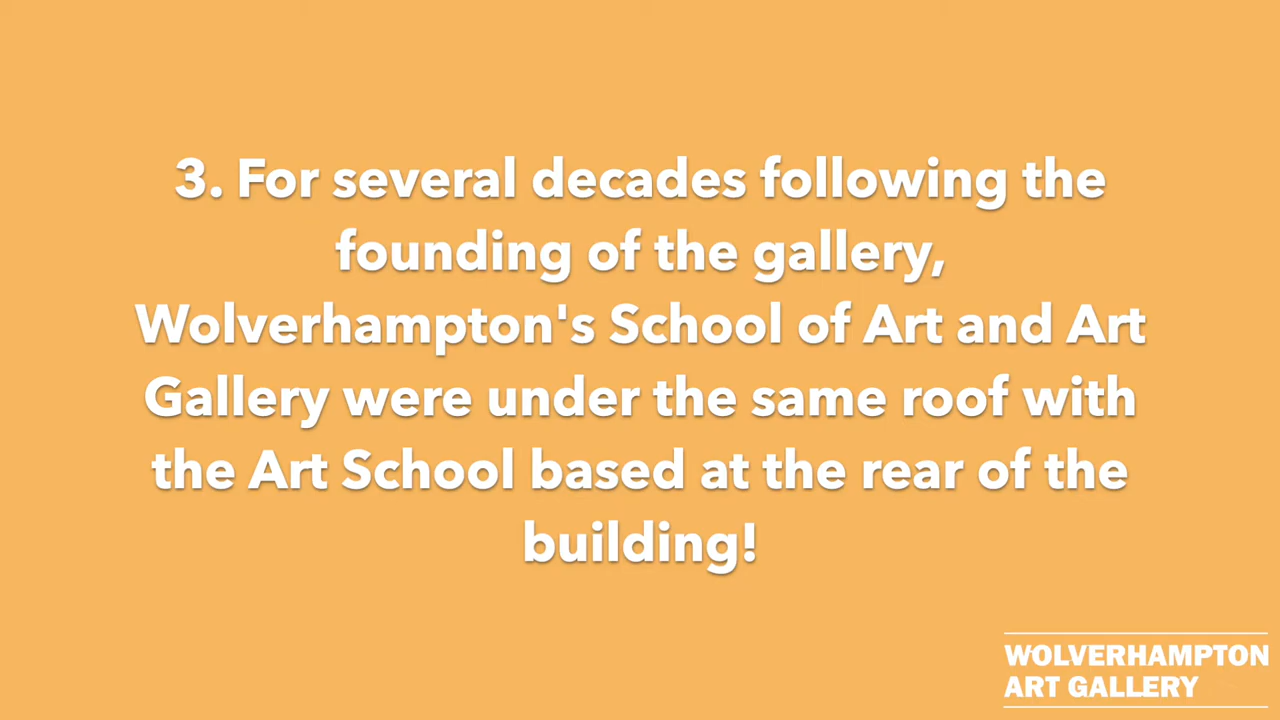 3. For several decades following the
founding of the gallery,
Wolverhampton's School of Art and Art
Gallery were under the same roof with
the Art School based at the rear of the
building!
WOLVERHAMPTON
ART GALLERY